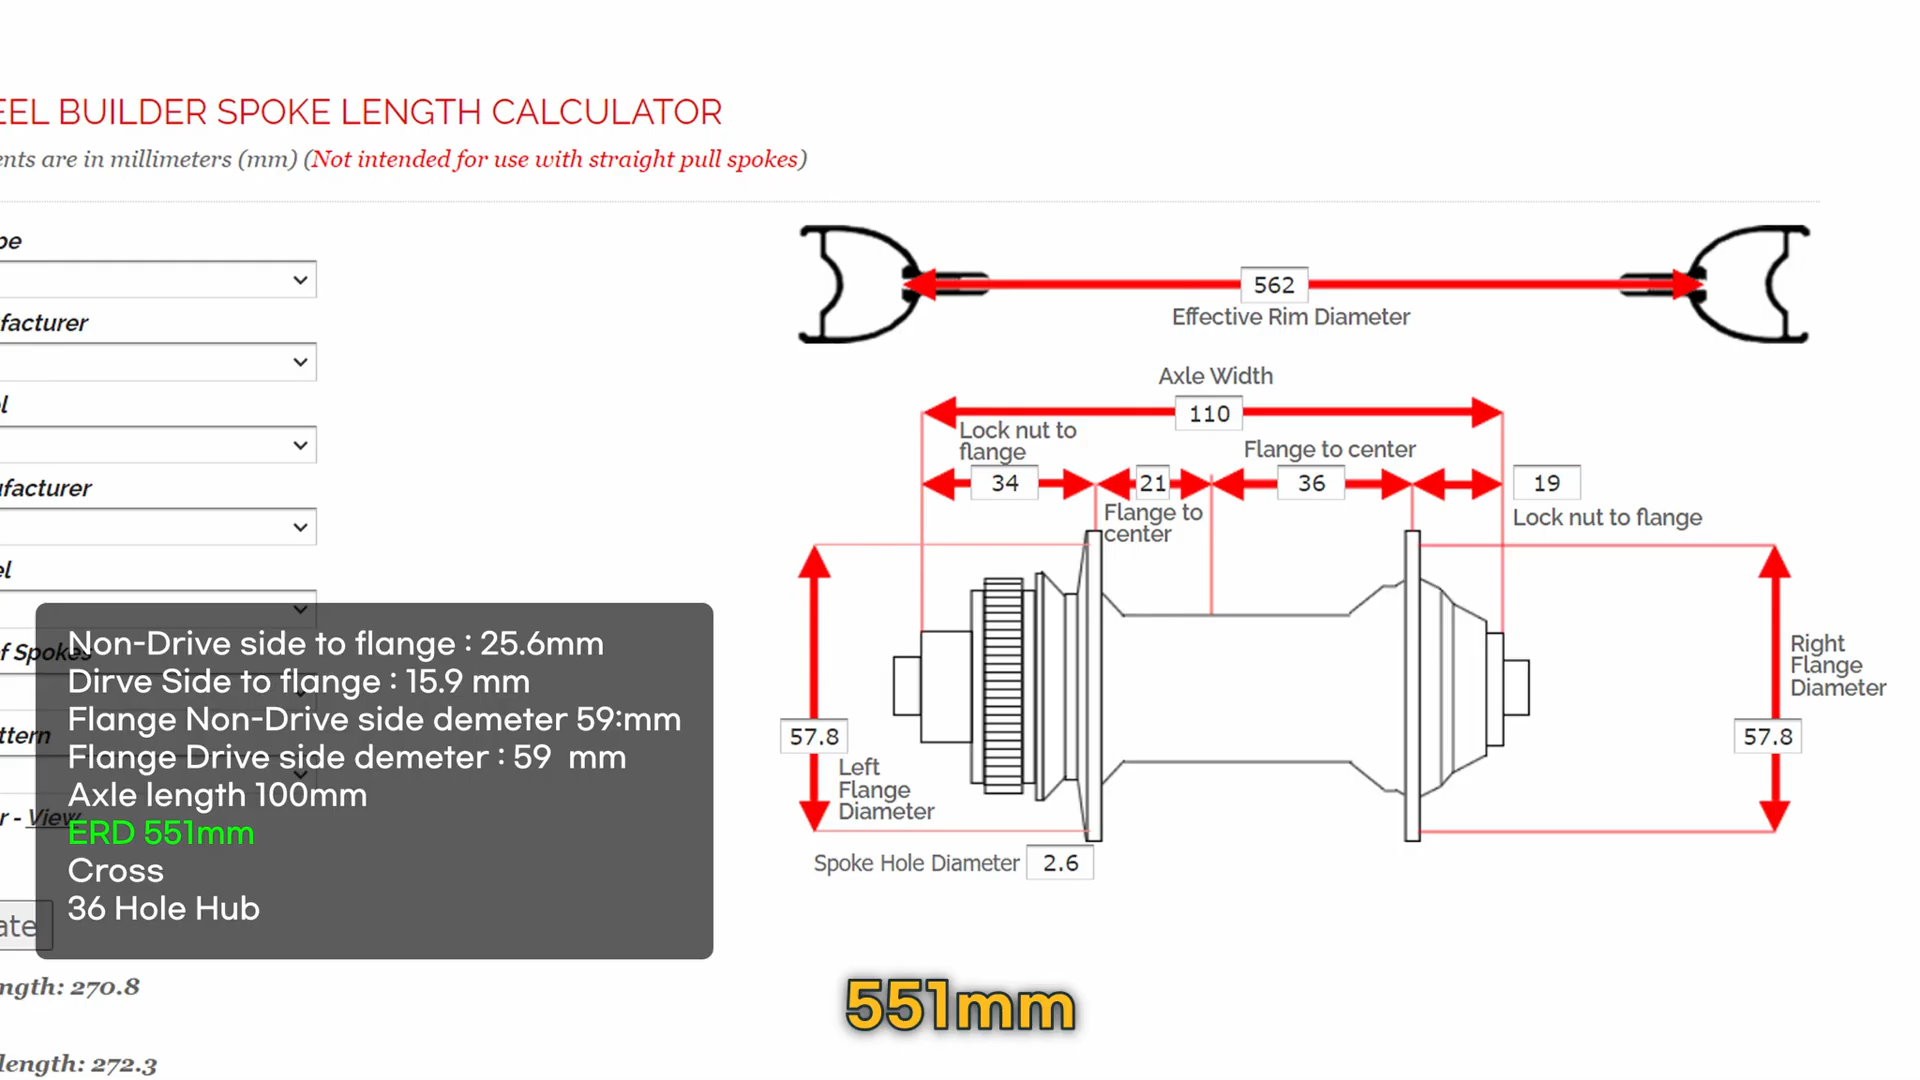 EEL BUILDER SPOKE LENGTH CALCULATOR
ents are in millimeters (mm) (Not intended for use with straight pull spokes)
pe
facturer
l
ufacturer
el
f Spokes
ttern
r - View
ate
ngth: 270.8
length: 272.3
Non-Drive side to flange : 25.6mm
Dirve Side to flange : 15.9 mm
Flange Non-Drive side demeter 59:mm
Flange Drive side demeter : 59 mm
Axle length 100mm
ERD 551mm
Cross
36 Hole Hub
562
Effective Rim Diameter
Axle Width
110
Lock nut to
flange
Flange to center
34
21
36
19
Flange to
center
Lock nut to flange
57.8
Left
Flange
Diameter
Right
Flange
Diameter
57.8
Spoke Hole Diameter 2.6
551mm